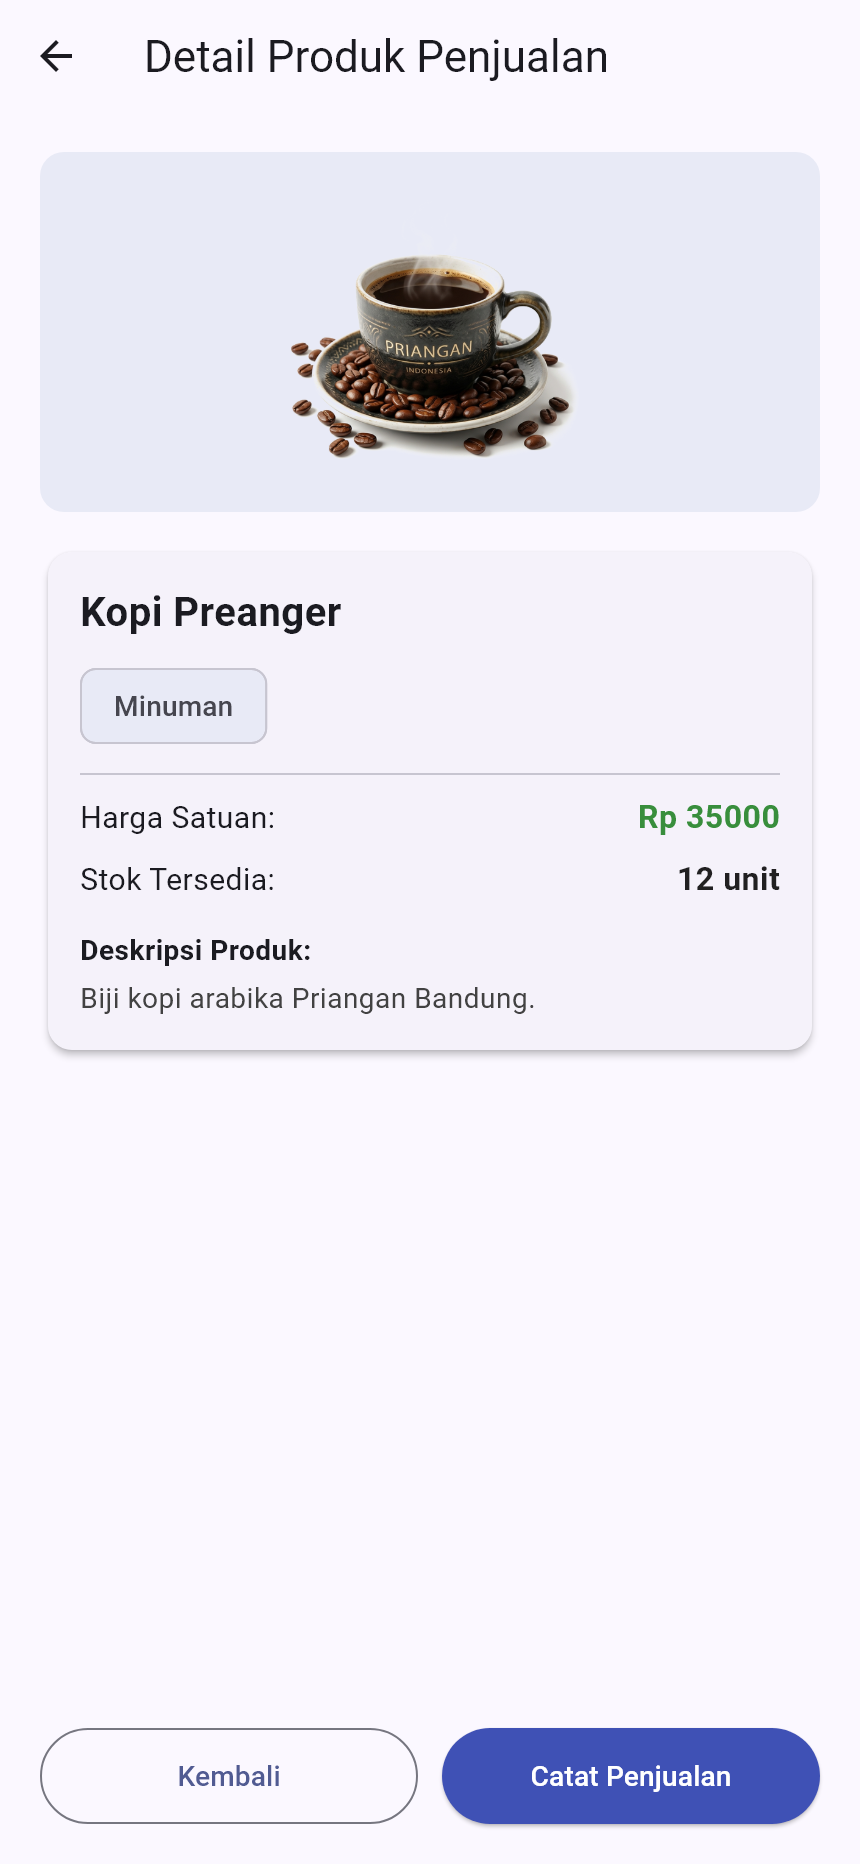 Detail Produk Penjualan
PRIANGAN
INDONESIA
Kopi Preanger
Minuman
Harga Satuan: Rp 35000
Stok Tersedia: 12 unit
Deskripsi Produk:
Biji kopi arabika Priangan Bandung.
Kembali Catat Penjualan